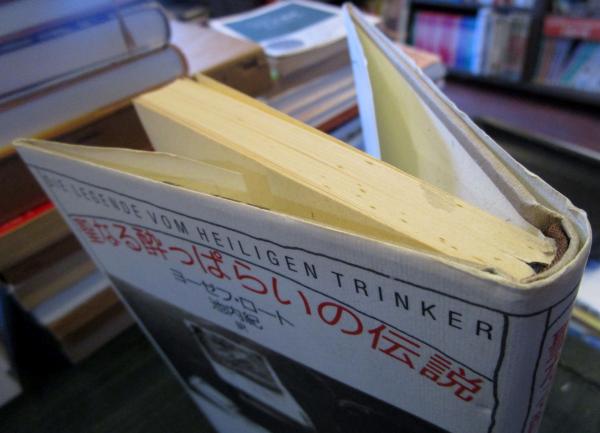 DIE LEGENDE VOM HEILIGEN TRINKER
聖なる酔っぱらいの伝説
ヨーゼフ・ロート
池内紀
訳